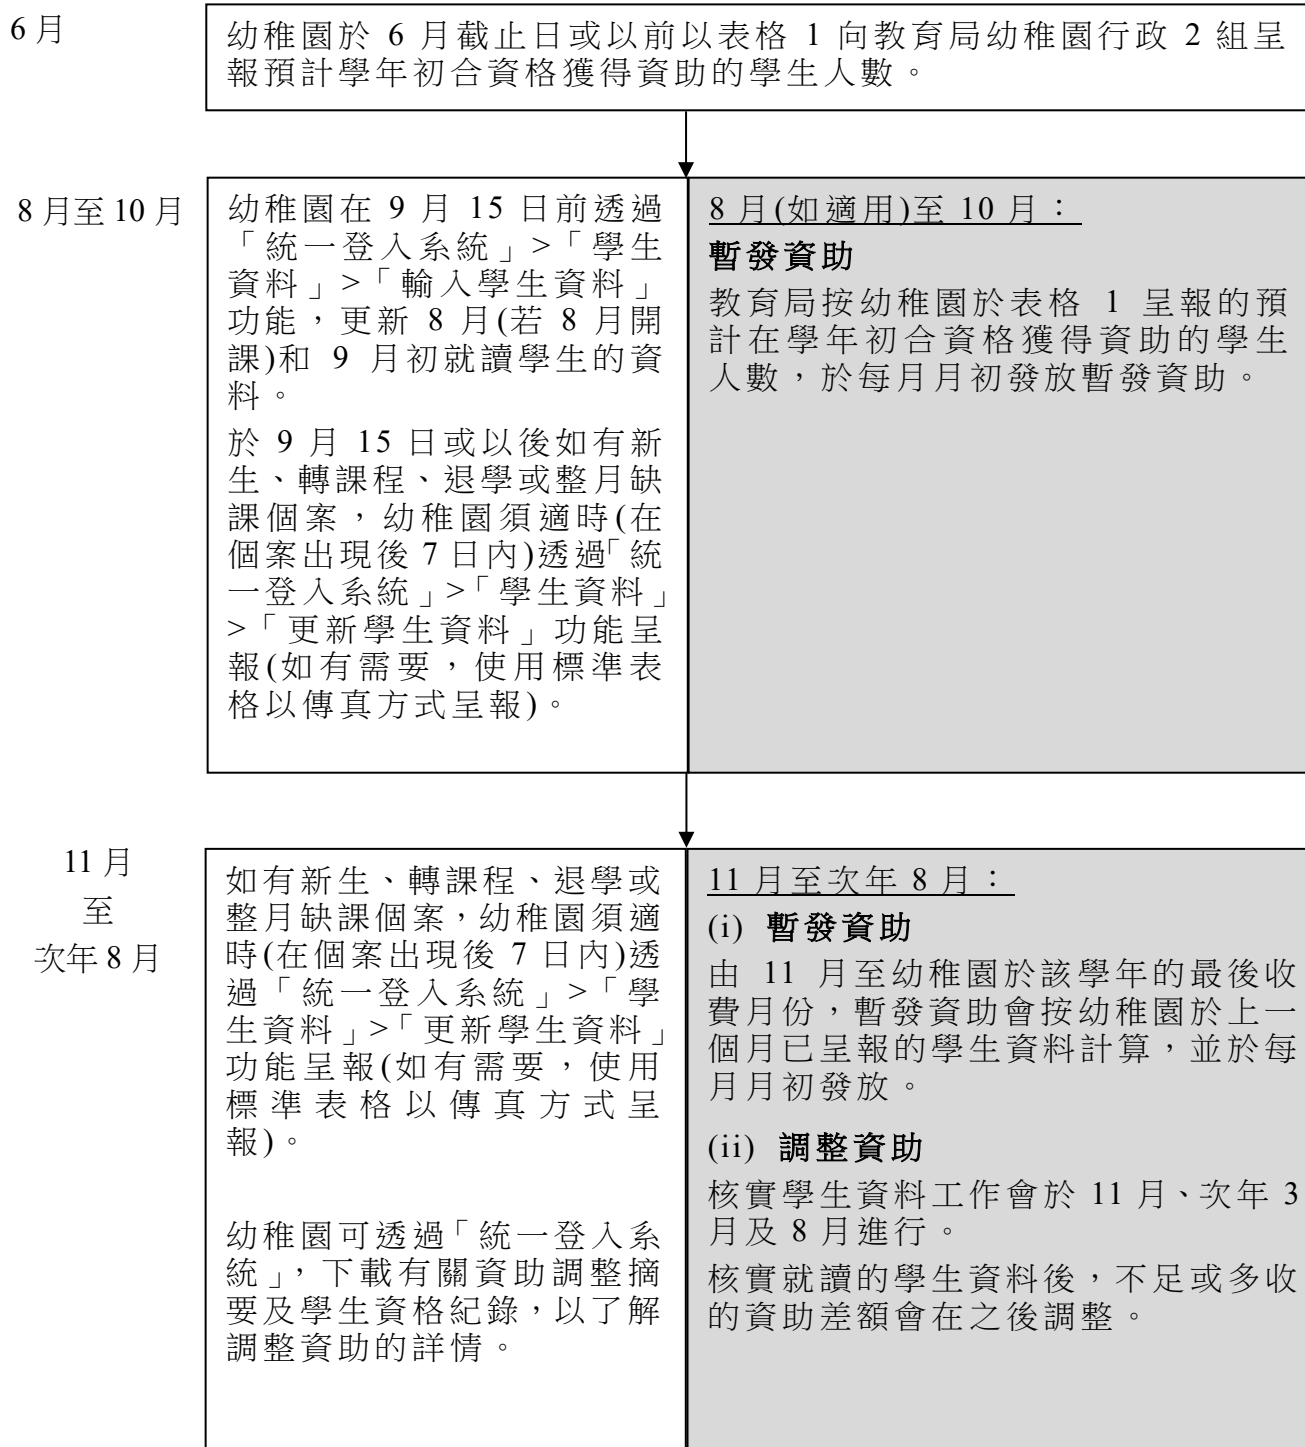 6 月
幼稚園於 6 月截止日或以前以表格 1 向教育局幼稚園行政 2 組呈
報預計學年初合資格獲得資助的學生人數。
8 月至 10 月
幼稚園在 9 月 15 日前透過
「統一登入系統」>「學生
資料」>「輸入學生資料」
功能，更新 8 月(若 8 月開
課)和 9 月初就讀學生的資
料。
於 9 月 15 日或以後如有新
生、轉課程、退學或整月缺
課個案，幼稚園須適時(在
個案出現後 7 日內)透過「統
一登入系統」>「學生資料」
>「更新學生資料」功能呈
報(如有需要，使用標準表
格以傳真方式呈報)。
8 月(如適用)至 10 月：
暫發資助
教育局按幼稚園於表格 1 呈報的預
計在學年初合資格獲得資助的學生
人數，於每月月初發放暫發資助。
11 月
至
次年 8 月
如有新生、轉課程、退學或
整月缺課個案，幼稚園須適
時(在個案出現後 7 日內)透
過「統一登入系統」>「學
生資料」>「更新學生資料」
功能呈報(如有需要，使用
標準表格以傳真方式呈
報)。
幼稚園可透過「統一登入系
統」，下載有關資助調整摘
要及學生資格紀錄，以了解
調整資助的詳情。
11 月至次年 8 月：
(i) 暫發資助
由 11 月至幼稚園於該學年的最後收
費月份，暫發資助會按幼稚園於上一
個月已呈報的學生資料計算，並於每
月月初發放。
(ii) 調整資助
核實學生資料工作會於 11 月、次年 3
月及 8 月進行。
核實就讀的學生資料後，不足或多收
的資助差額會在之後調整。